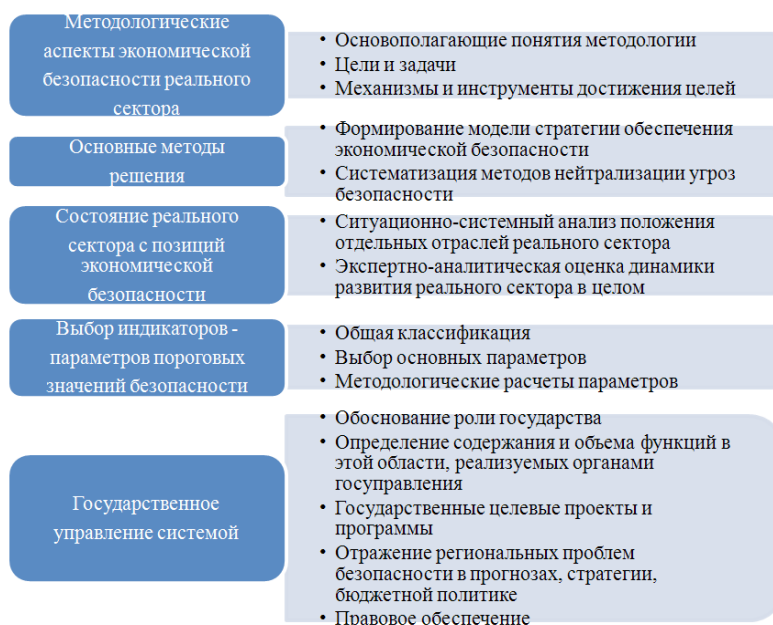 Методологические
аспекты экономической
безопасности реального
сектора
• Основополагающие понятия методологии
• Цели и задачи
• Механизмы и инструменты достижения целей
Основные методы
решения
• Формирование модели стратегии обеспечения
экономической безопасности
• Систематизация методов нейтрализации угроз
безопасности
Состояние реального
сектора с позиций
экономической
безопасности
• Ситуационно-системный анализ положения
отдельных отраслей реального сектора
• Экспертно-аналитическая оценка динамики
развития реального сектора в целом
Выбор индикаторов -
параметров пороговых
значений безопасности
• Общая классификация
• Выбор основных параметров
• Методологические расчеты параметров
Государственное
управление системой
• Обоснование роли государства
• Определение содержания и объема функций в
этой области, реализуемых органами
госуправления
• Государственные целевые проекты и
программы
• Отражение региональных проблем
безопасности в прогнозах, стратегии,
бюджетной политике
• Правовое обеспечение